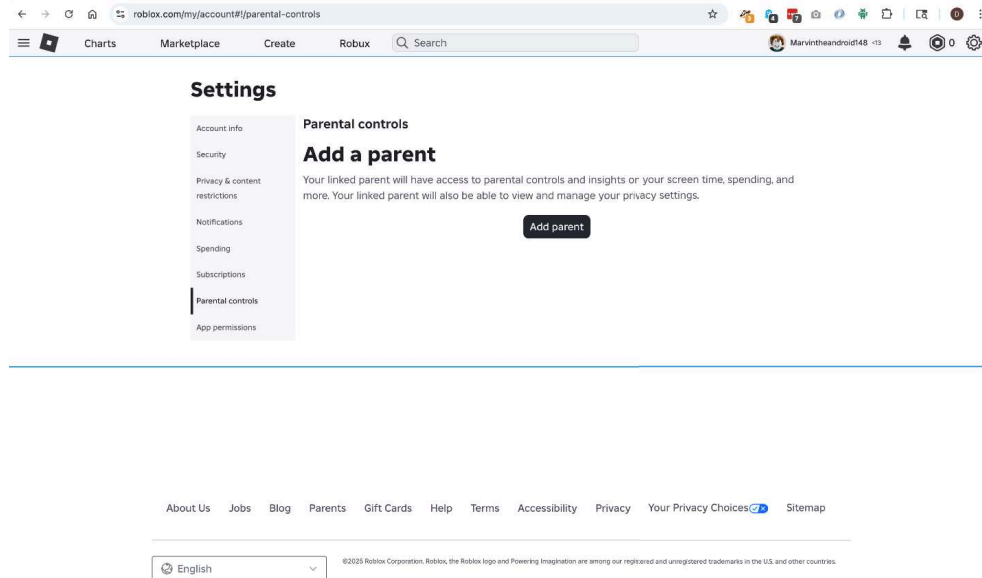 roblox.com/my/account#!/parental-controls
Charts Marketplace Create Robux Search Marvintheandroid148 <13 0
Settings
Account info
Security
Privacy & content
restrictions
Notifications
Spending
Subscriptions
Parental controls
App permissions
Parental controls
Add a parent
Your linked parent will have access to parental controls and insights on your screen time, spending, and
more. Your linked parent will also be able to view and manage your privacy settings.
Add parent
About Us Jobs Blog Parents Gift Cards Help Terms Accessibility Privacy Your Privacy Choices Sitemap
English
©2025 Roblox Corporation. Roblox, the Roblox logo and Powering Imagination are among our registered and unregistered trademarks in the U.S. and other countries.